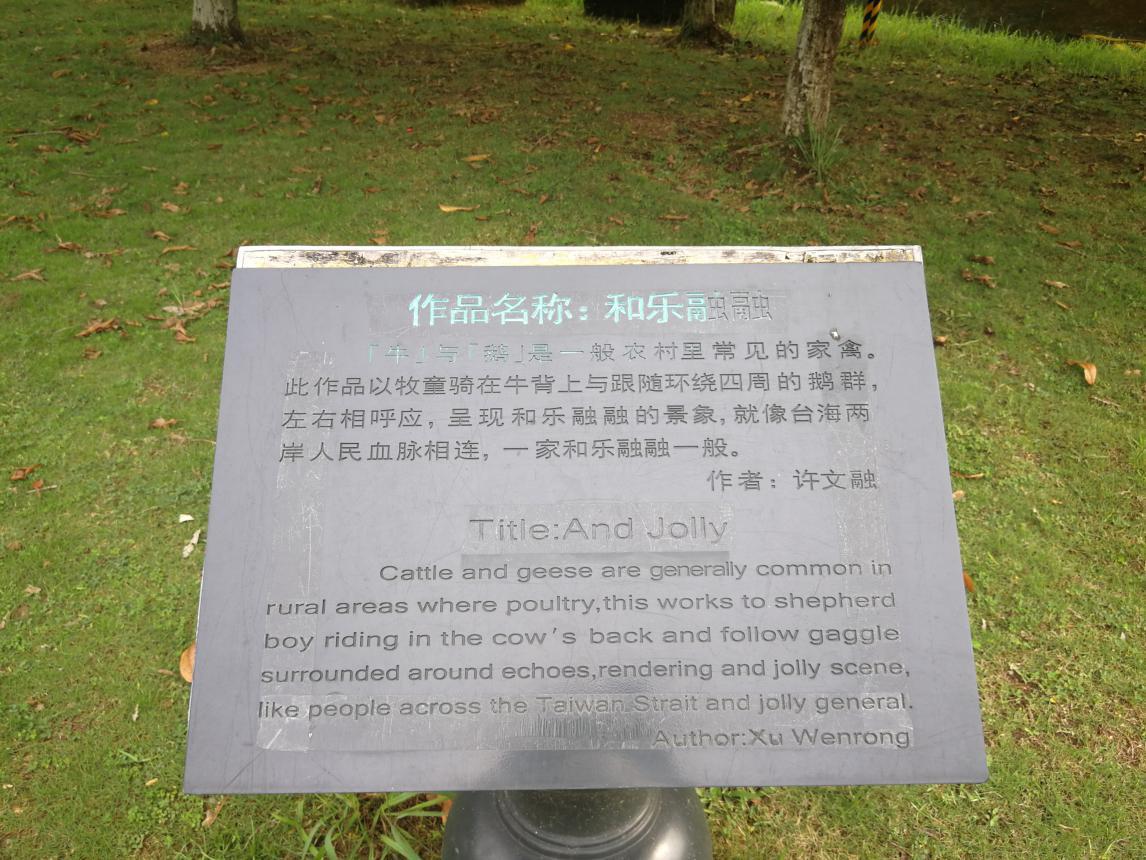 作品名称：和乐融融
「牛」与「鹅」是一般农村里常见的家禽。
此作品以牧童骑在牛背上与跟随环绕四周的鹅群，
左右相呼应，呈现和乐融融的景象，就像台海两
岸人民血脉相连，一家和乐融融一般。
作者：许文融
Title:And Jolly
Cattle and geese are generally common in
rural areas where poultry,this works to shepherd
boy riding in the cow's back and follow gaggle
surrounded around echoes,rendering and jolly scene,
like people across the Taiwan Strait and jolly general.
Author:Xu Wenrong